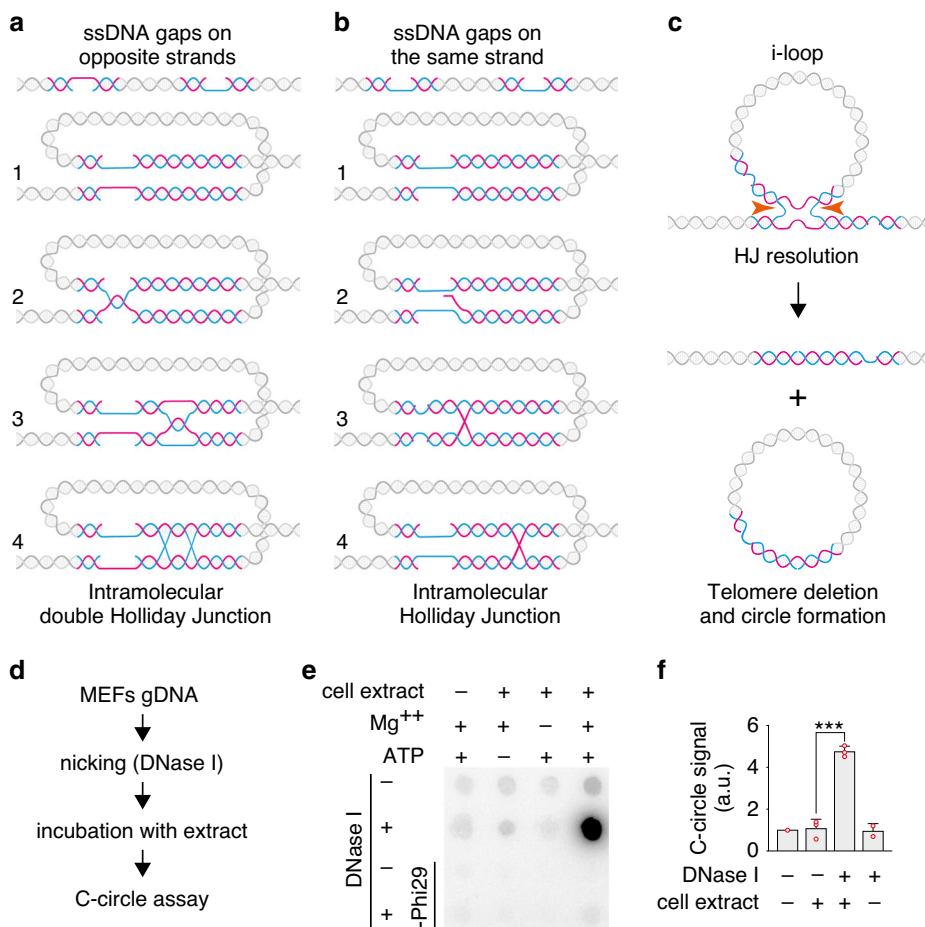 a
ssDNA gaps on
opposite strands
1
2
3
4
Intramolecular
double Holliday Junction
b
ssDNA gaps on
the same strand
1
2
3
4
Intramolecular
Holliday Junction
c
i-loop
HJ resolution
+
Telomere deletion
and circle formation
d
MEFs gDNA
nicking (DNase I)
incubation with extract
C-circle assay
e
cell extract – + + +
Mg++ + + – +
ATP + – + +
DNase I
–
+
–
+
-Phi29
f
C-circle signal
(a.u.)
6
4
2
0
***
DNase I – – + +
cell extract – + + –